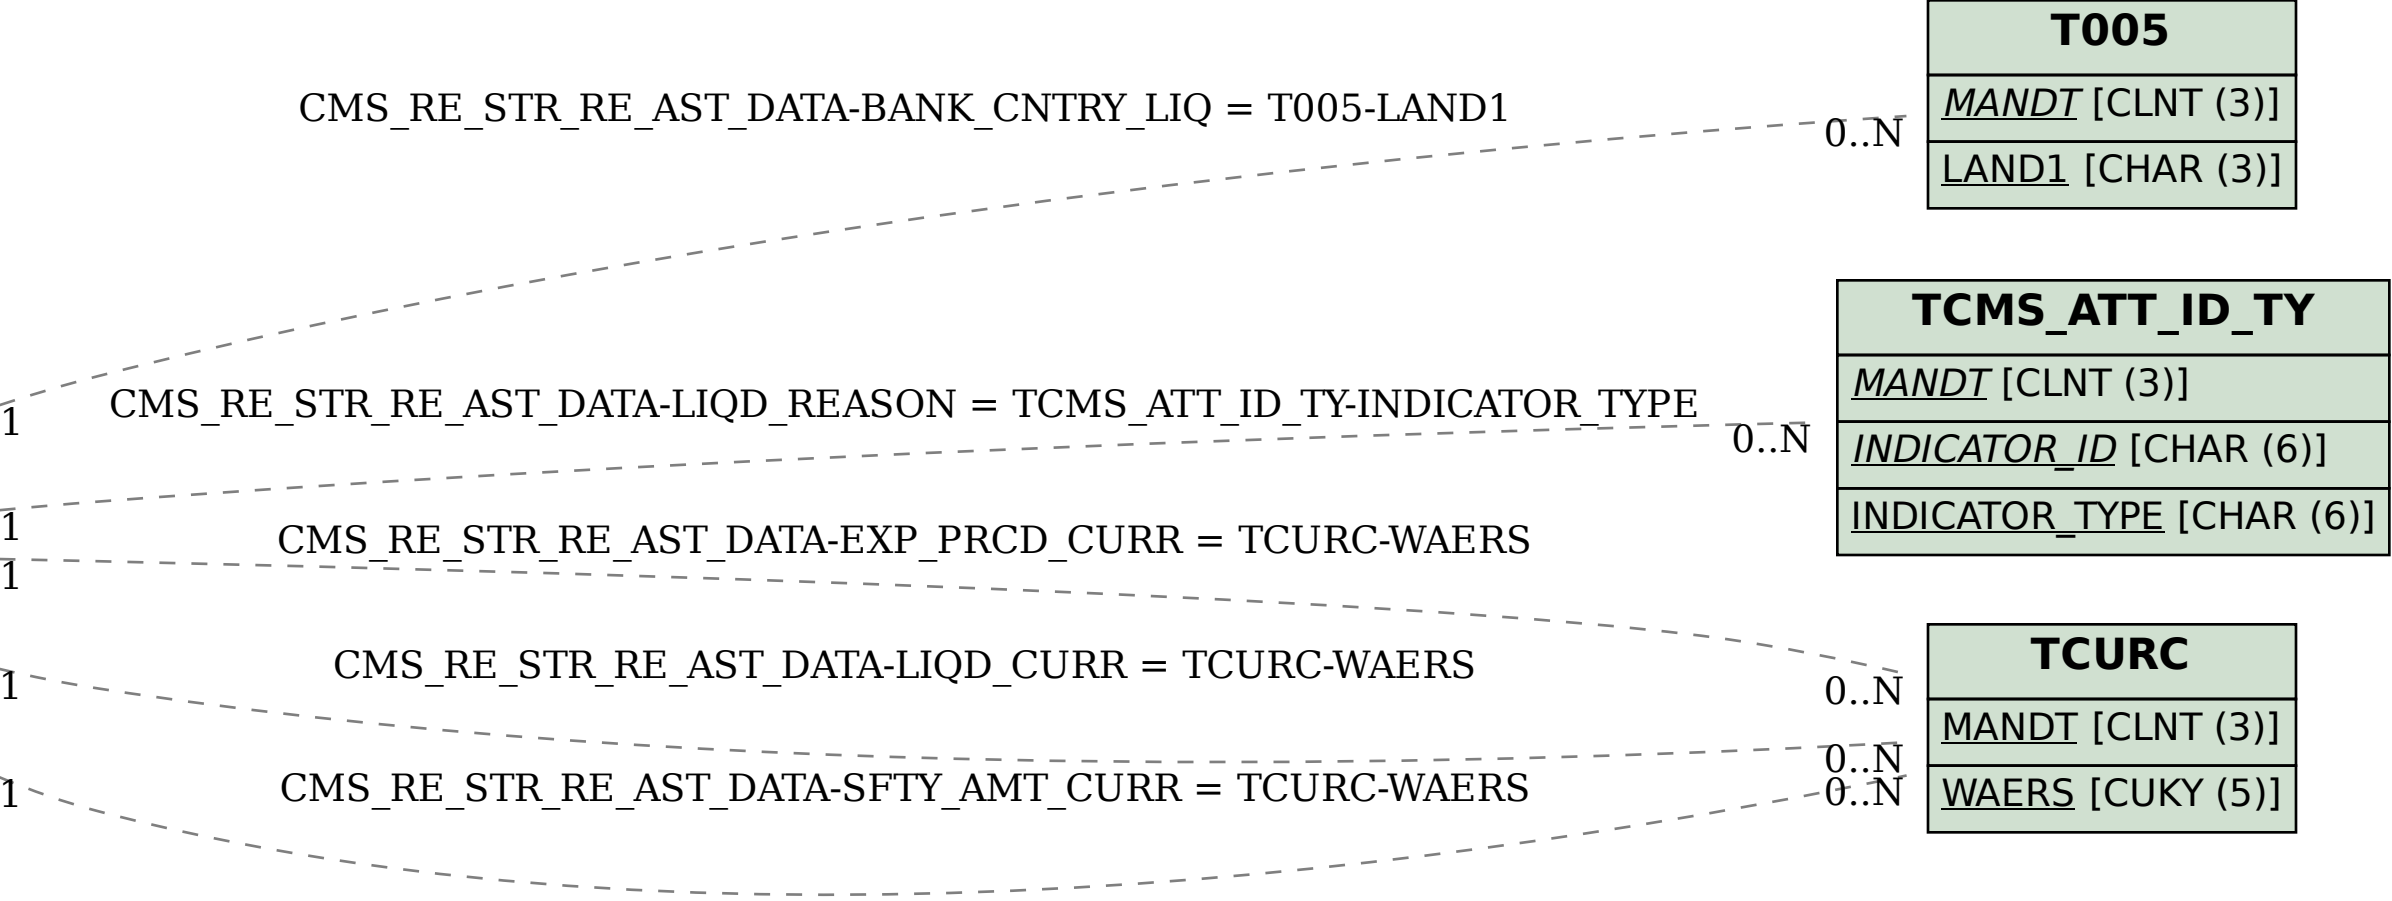 T005
MANDT [CLNT (3)]
LAND1 [CHAR (3)]
CMS_RE_STR_RE_AST_DATA-BANK_CNTRY_LIQ = T005-LAND1
0..N
1
TCMS_ATT_ID_TY
MANDT [CLNT (3)]
INDICATOR_ID [CHAR (6)]
INDICATOR_TYPE [CHAR (6)]
CMS_RE_STR_RE_AST_DATA-LIQD_REASON = TCMS_ATT_ID_TY-INDICATOR_TYPE
0..N
1
CMS_RE_STR_RE_AST_DATA-EXP_PRCD_CURR = TCURC-WAERS
1
0..N
TCURC
MANDT [CLNT (3)]
WAERS [CUKY (5)]
CMS_RE_STR_RE_AST_DATA-LIQD_CURR = TCURC-WAERS
1
0..N
CMS_RE_STR_RE_AST_DATA-SFTY_AMT_CURR = TCURC-WAERS
1
0..N